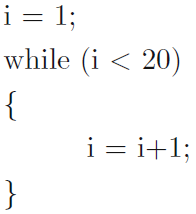 i = 1;
while (i < 20)
{
i = i+1;
}